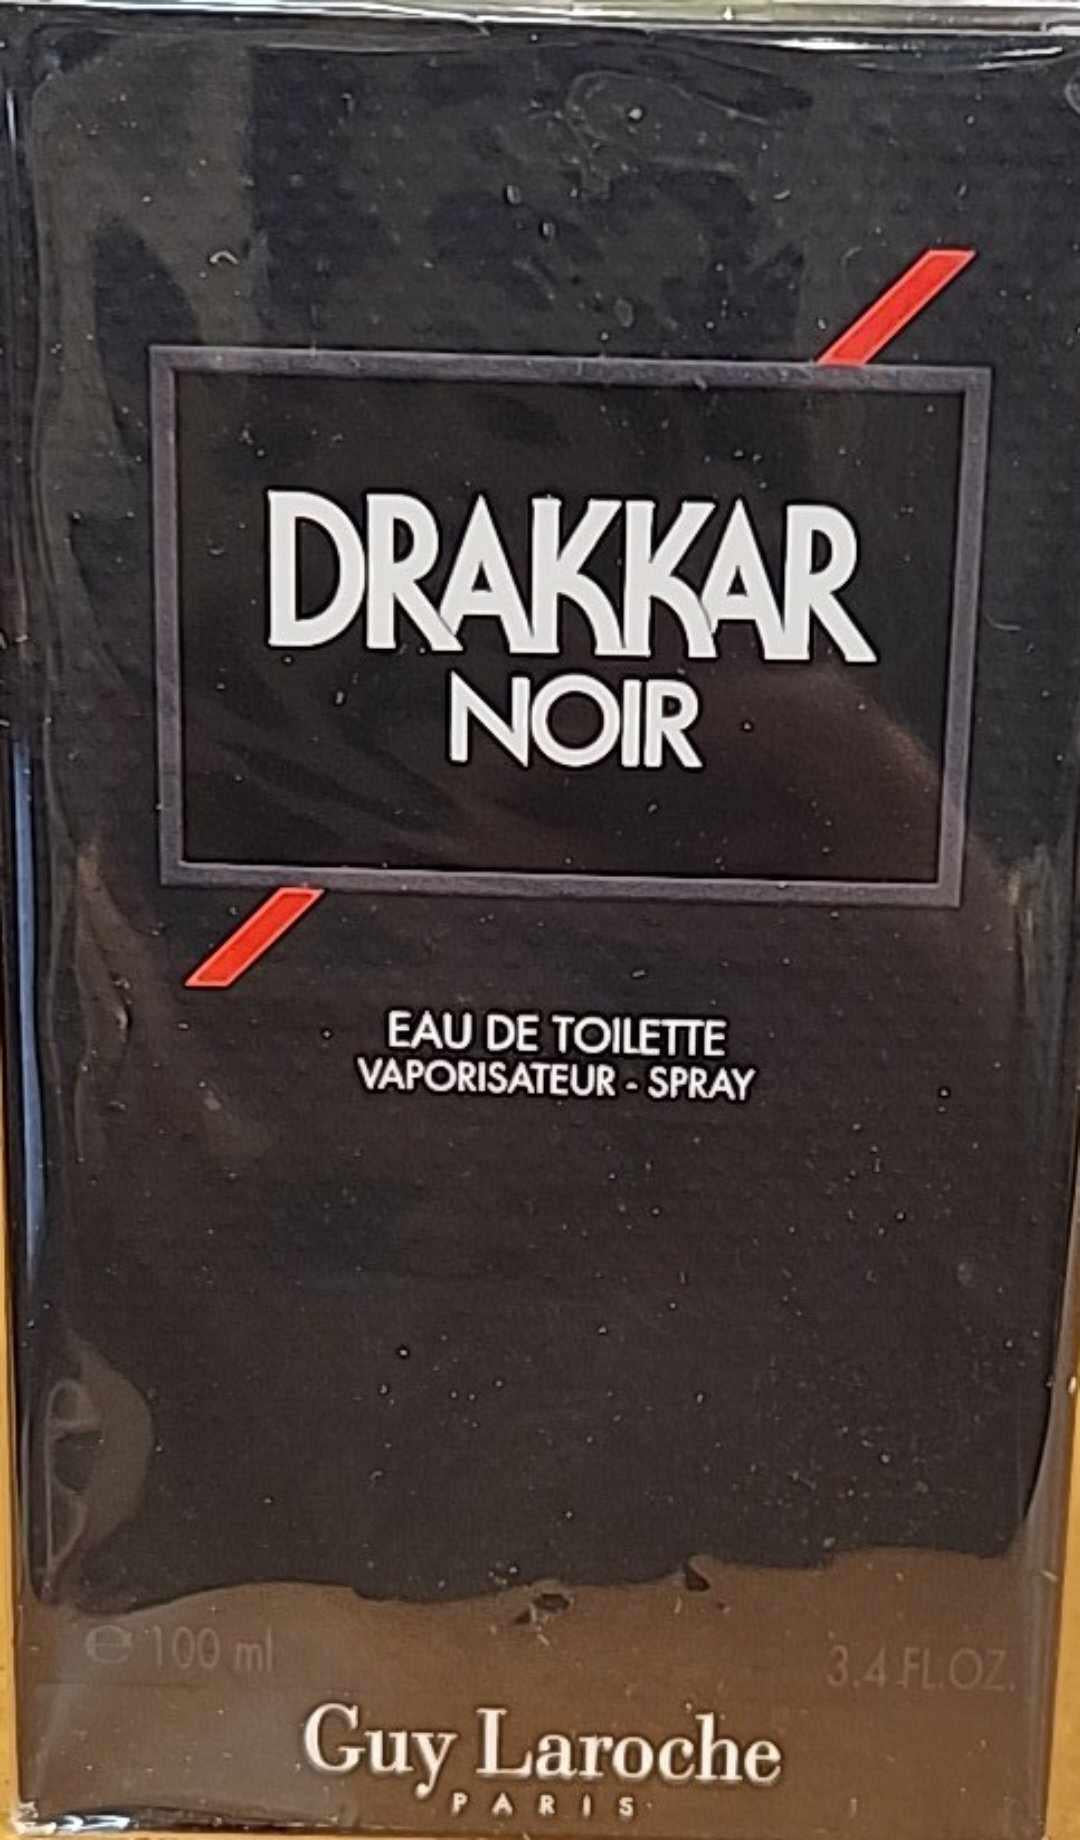 DRAKKAR
NOIR
EAU DE TOILETTE
VAPORISATEUR - SPRAY
℮ 100 ml
3.4 FL.OZ.
Guy Laroche
PARIS